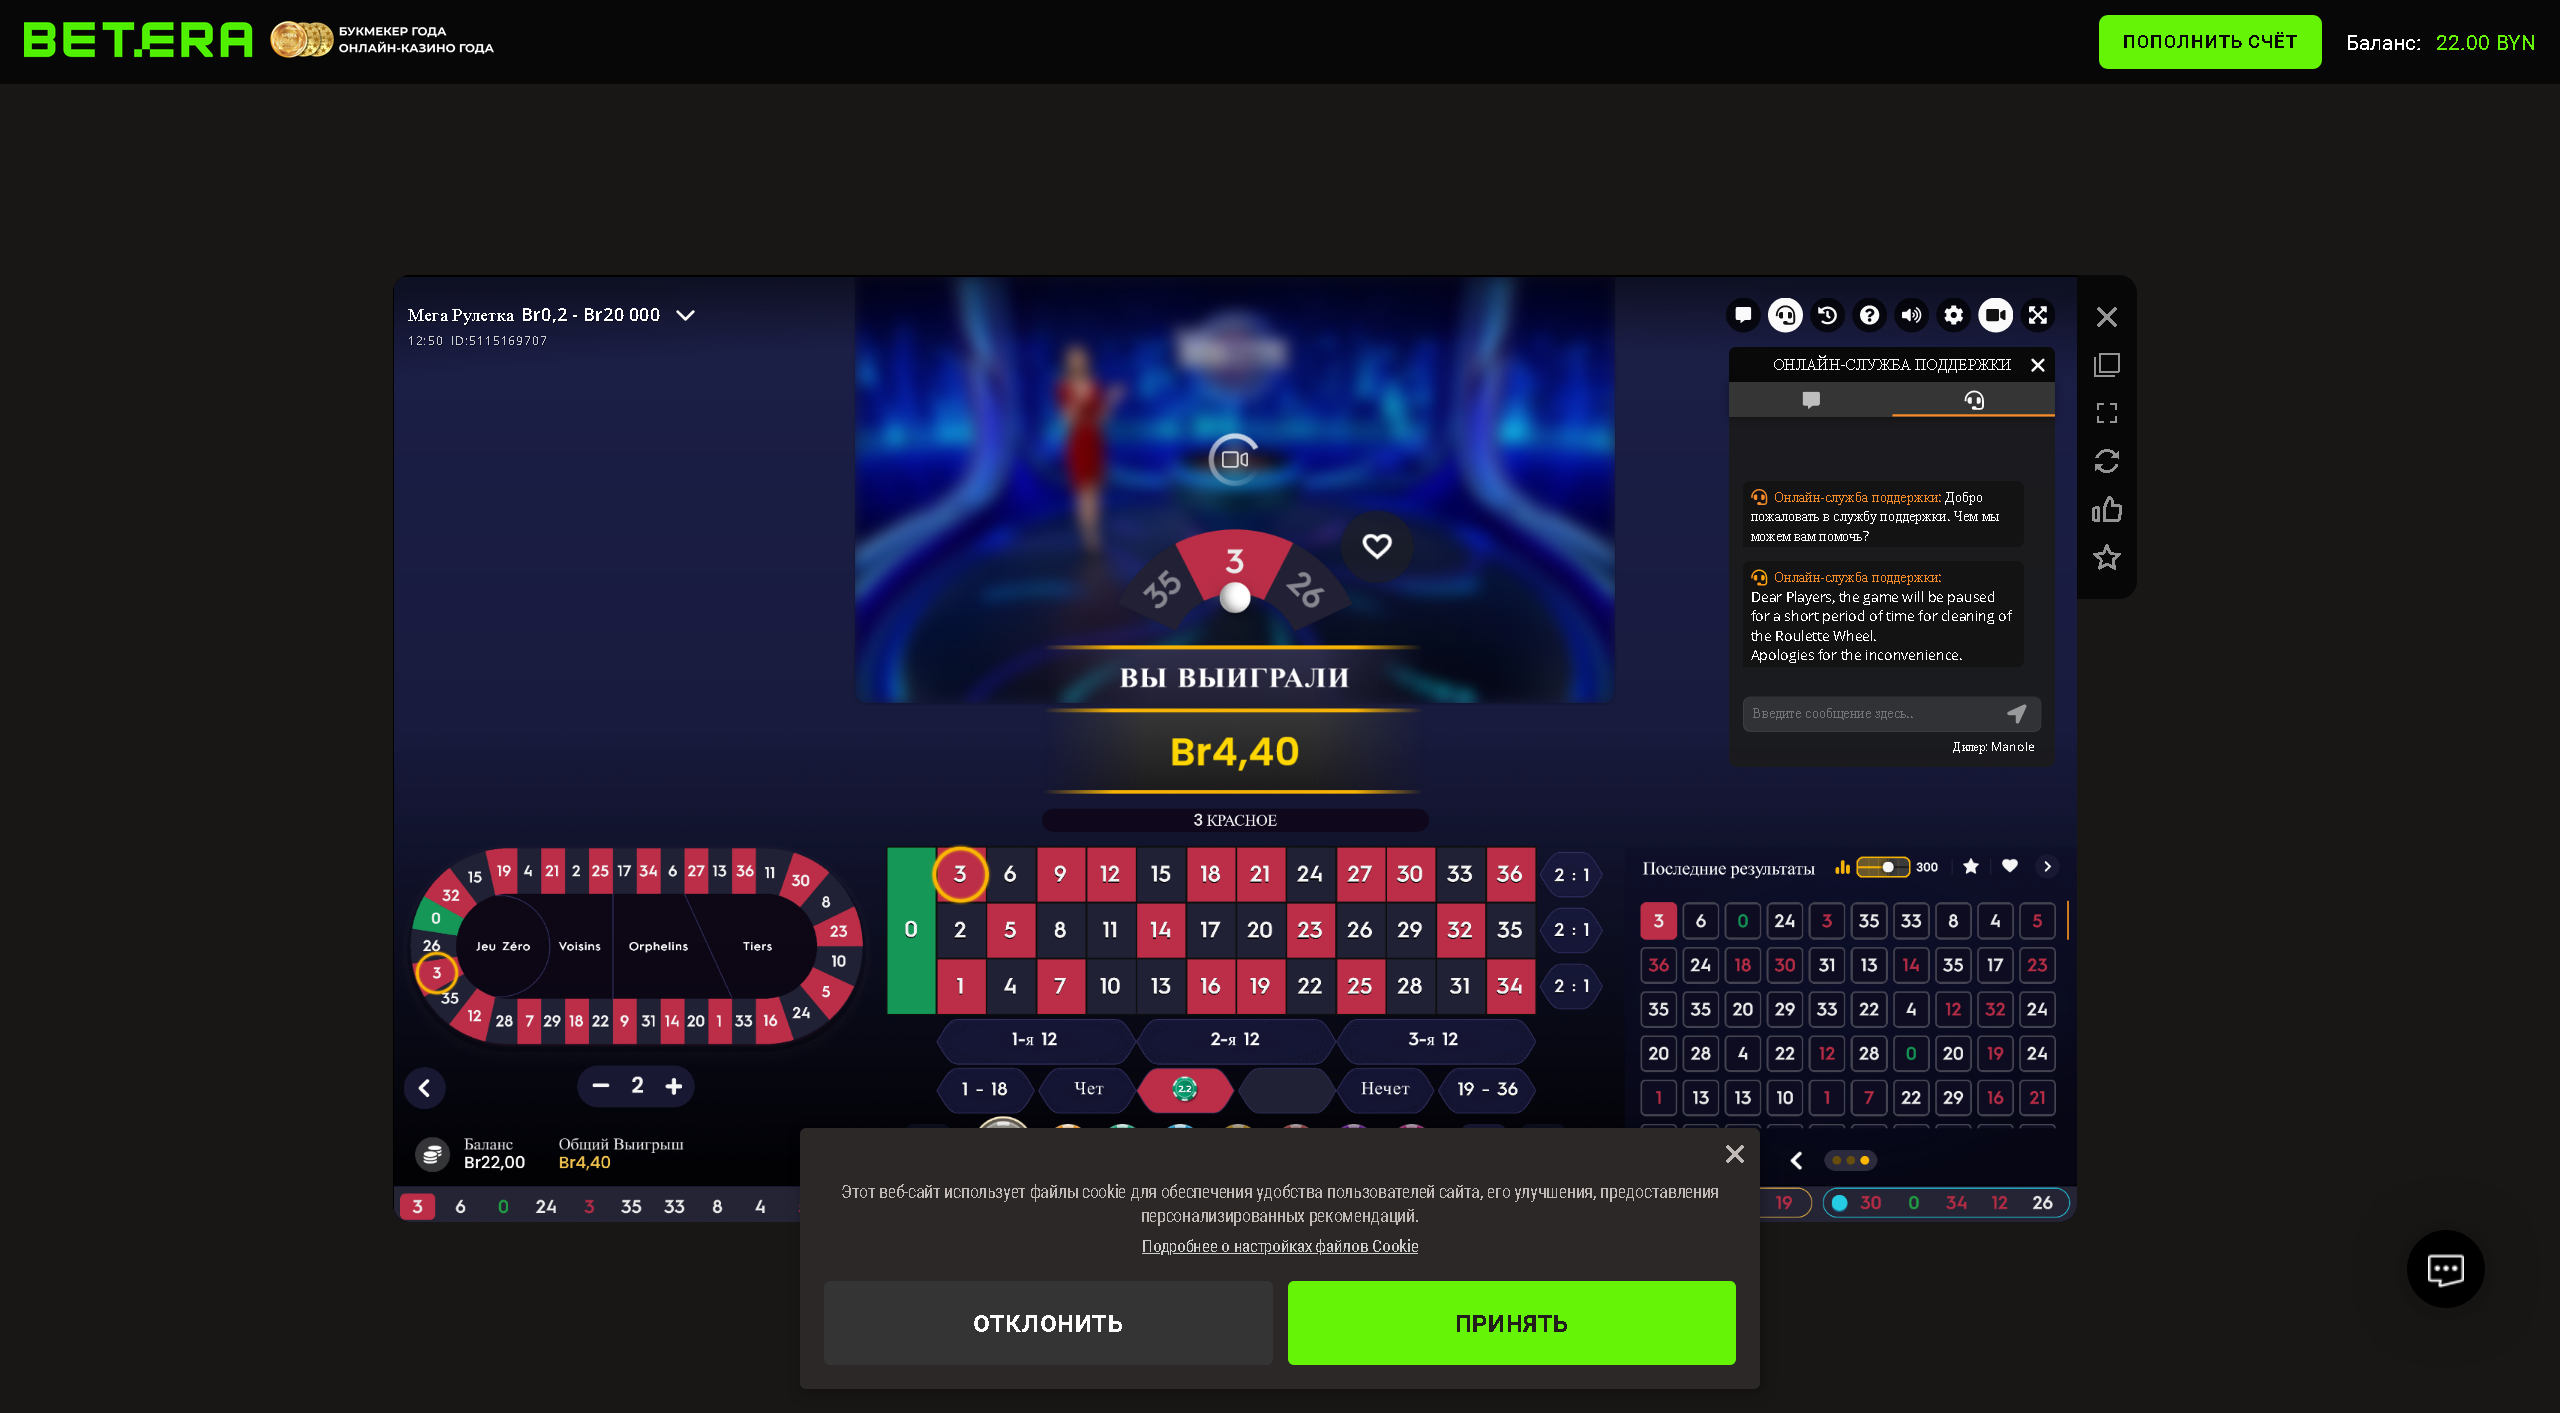 BETERA
БУКМЕКЕР ГОДА
ОНЛАЙН-КАЗИНО ГОДА
ПОПОЛНИТЬ СЧЁТ
Баланс: 22.00 BYN
Мега Рулетка Br0,2 - Br20 000
12:50 ID:5115169707
ОНЛАЙН-СЛУЖБА ПОДДЕРЖКИ
Онлайн-служба поддержки: Добро
пожаловать в службу поддержки. Чем мы
можем вам помочь?
Онлайн-служба поддержки:
Dear Players, the game will be paused
for a short period of time for cleaning of
the Roulette Wheel.
Apologies for the inconvenience.
Введите сообщение здесь..
Дилер: Manole
35 3 26
ВЫ ВЫИГРАЛИ
Br4,40
3 КРАСНОЕ
15 19 4 21 2 25 17 34 6 27 13 36 11 30
32 8
0 23
26 10
3 5
35 24
12 28 7 29 18 22 9 31 14 20 1 33 16
Jeu Zéro Voisins Orphelins Tiers
3 6 9 12 15 18 21 24 27 30 33 36 2 : 1
0 2 5 8 11 14 17 20 23 26 29 32 35 2 : 1
1 4 7 10 13 16 19 22 25 28 31 34 2 : 1
1-я 12 2-я 12 3-я 12
1 - 18 Чет 2.2 Нечет 19 - 36
Последние результаты 300
3 6 0 24 3 35 33 8 4 5
36 24 18 30 31 13 14 35 17 23
35 35 20 29 33 22 4 12 32 24
20 28 4 22 12 28 0 20 19 24
1 13 13 10 1 7 22 29 16 21
2
Баланс
Br22,00
Общий Выигрыш
Br4,40
3 6 0 24 3 35 33 8 4
19 30 0 34 12 26
Этот веб-сайт использует файлы cookie для обеспечения удобства пользователей сайта, его улучшения, предоставления
персонализированных рекомендаций.
Подробнее о настройках файлов Cookie
ОТКЛОНИТЬ
ПРИНЯТЬ